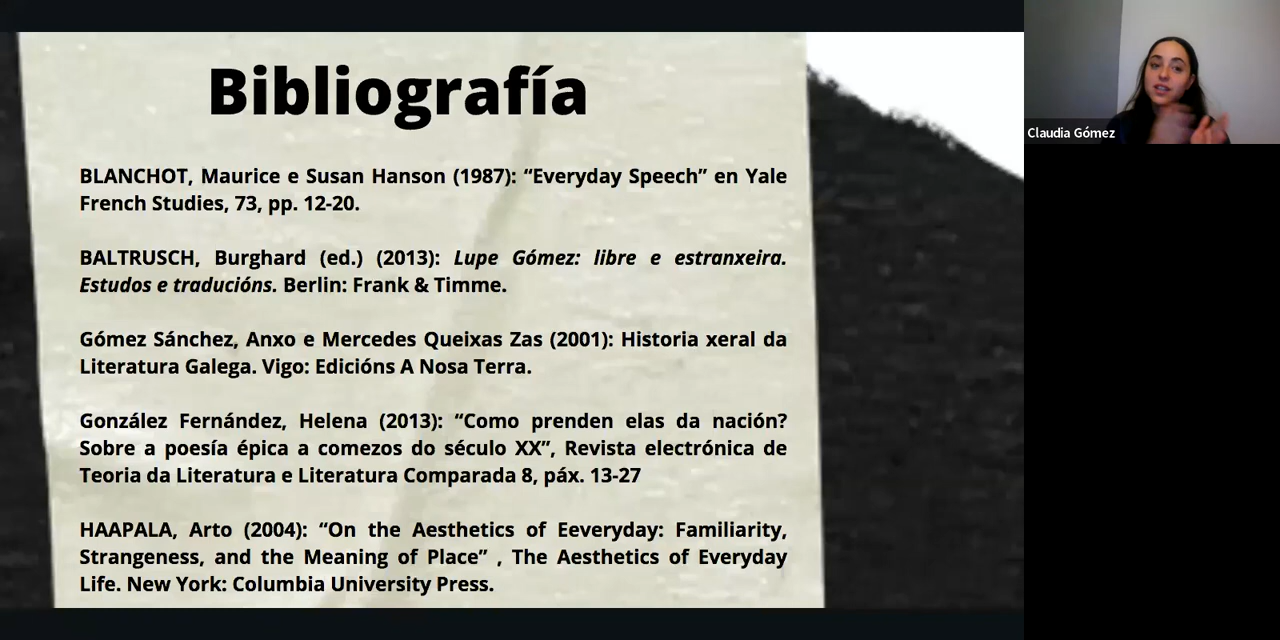 Bibliografía
BLANCHOT, Maurice e Susan Hanson (1987): “Everyday Speech” en Yale
French Studies, 73, pp. 12-20.
BALTRUSCH, Burghard (ed.) (2013): Lupe Gómez: libre e estranxeira.
Estudos e traducións. Berlin: Frank & Timme.
Gómez Sánchez, Anxo e Mercedes Queixas Zas (2001): Historia xeral da
Literatura Galega. Vigo: Edicións A Nosa Terra.
González Fernández, Helena (2013): “Como prenden elas da nación?
Sobre a poesía épica a comezos do século XX”, Revista electrónica de
Teoria da Literatura e Literatura Comparada 8, páx. 13-27
HAAPALA, Arto (2004): “On the Aesthetics of Eeveryday: Familiarity,
Strangeness, and the Meaning of Place” , The Aesthetics of Everyday
Life. New York: Columbia University Press.
Claudia Gómez